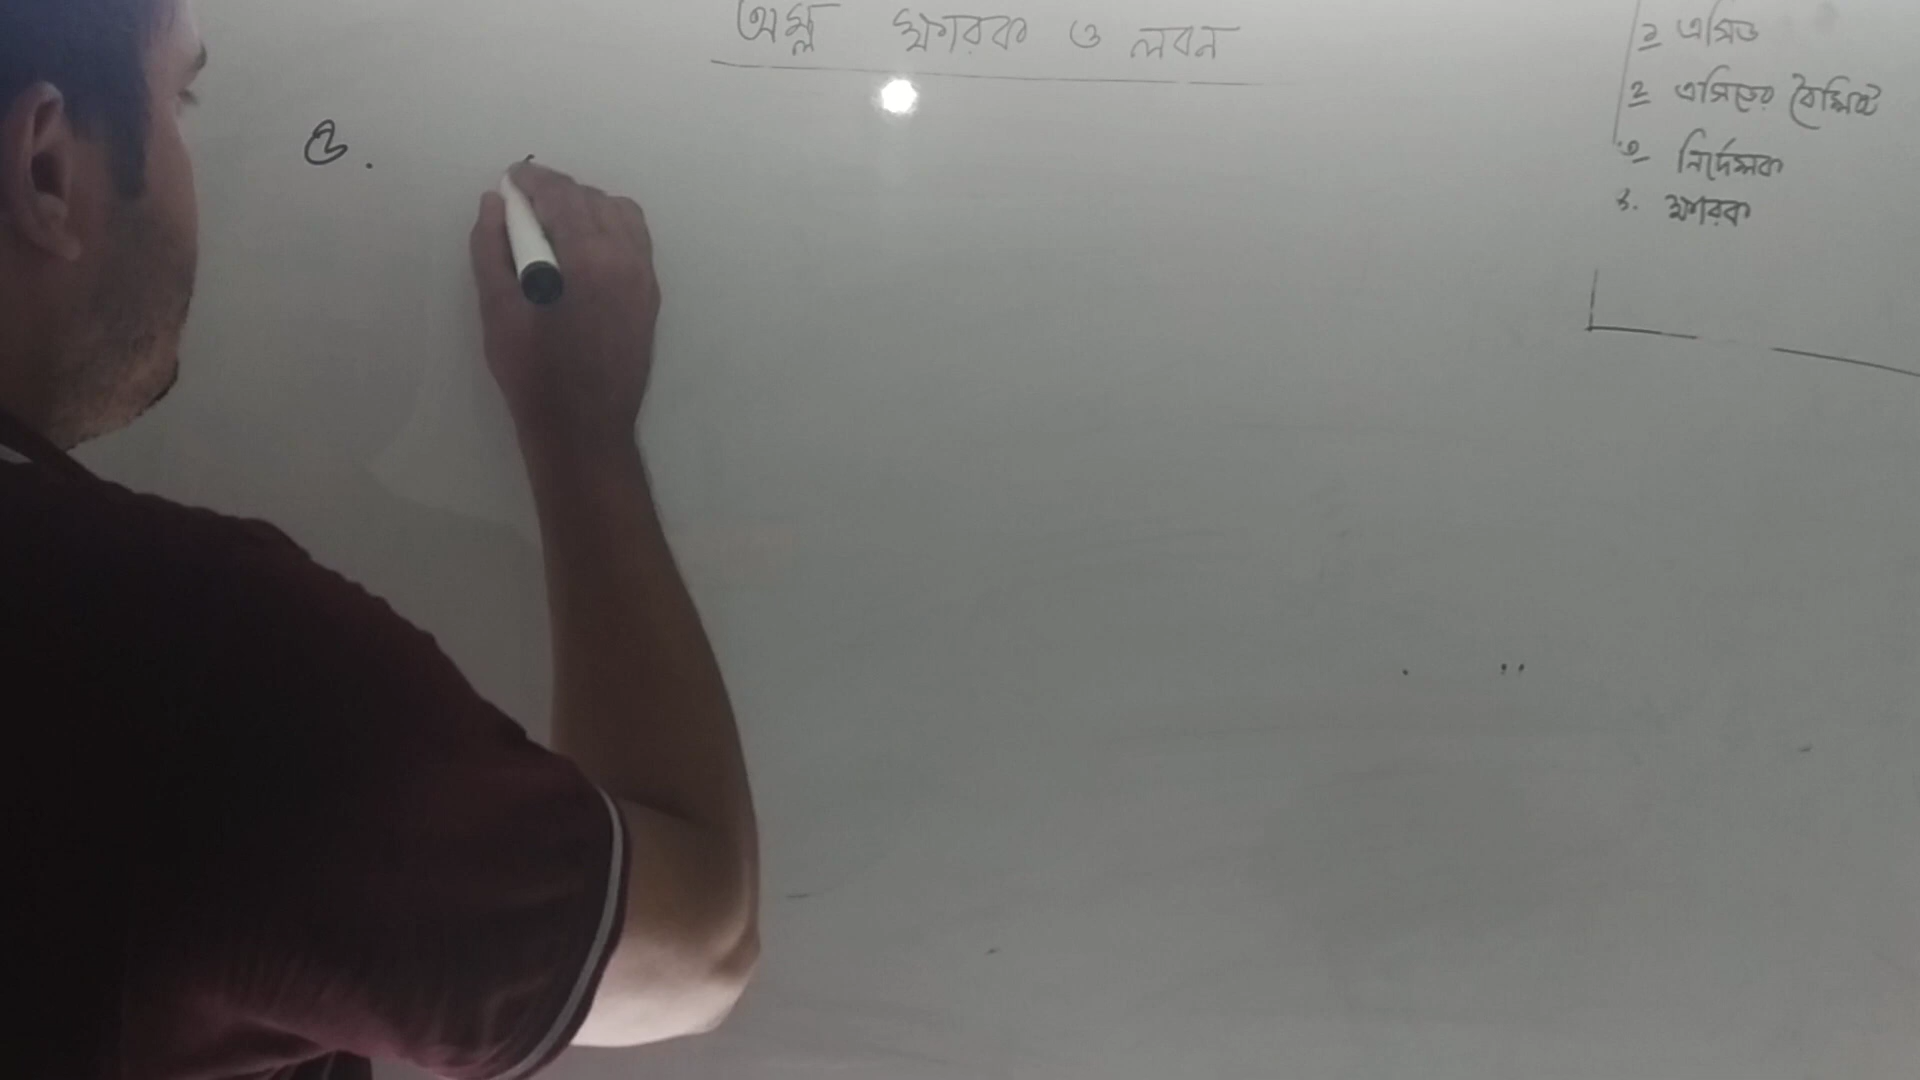 অম্ল ক্ষারক ও লবন
৫.
১ এসিড
২ এসিডের বৈশিষ্ট
৩ নির্দেশক
৪. ক্ষারক